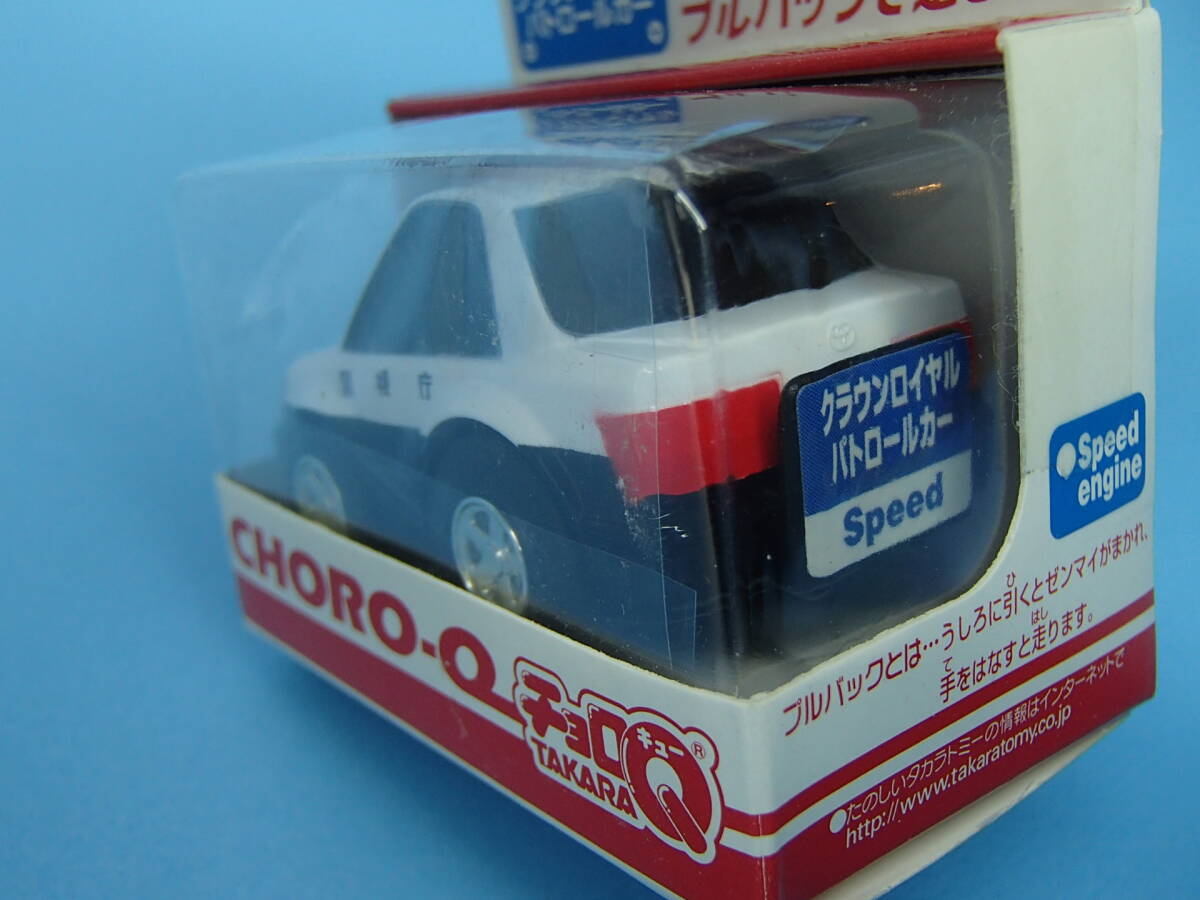 パトロールカー
プルバックで走
視庁
クラウンロイヤル
パトロールカー
Speed
Speed
engine
CHORO-Q
チョロQ
キュー
®
TAKARA
プルバックとは…うしろに引くとゼンマイがまかれ、
ひ
手をはなすと走ります。
て
はし
●たのしいタカラトミーの情報はインターネットで
http://www.takaratomy.co.jp